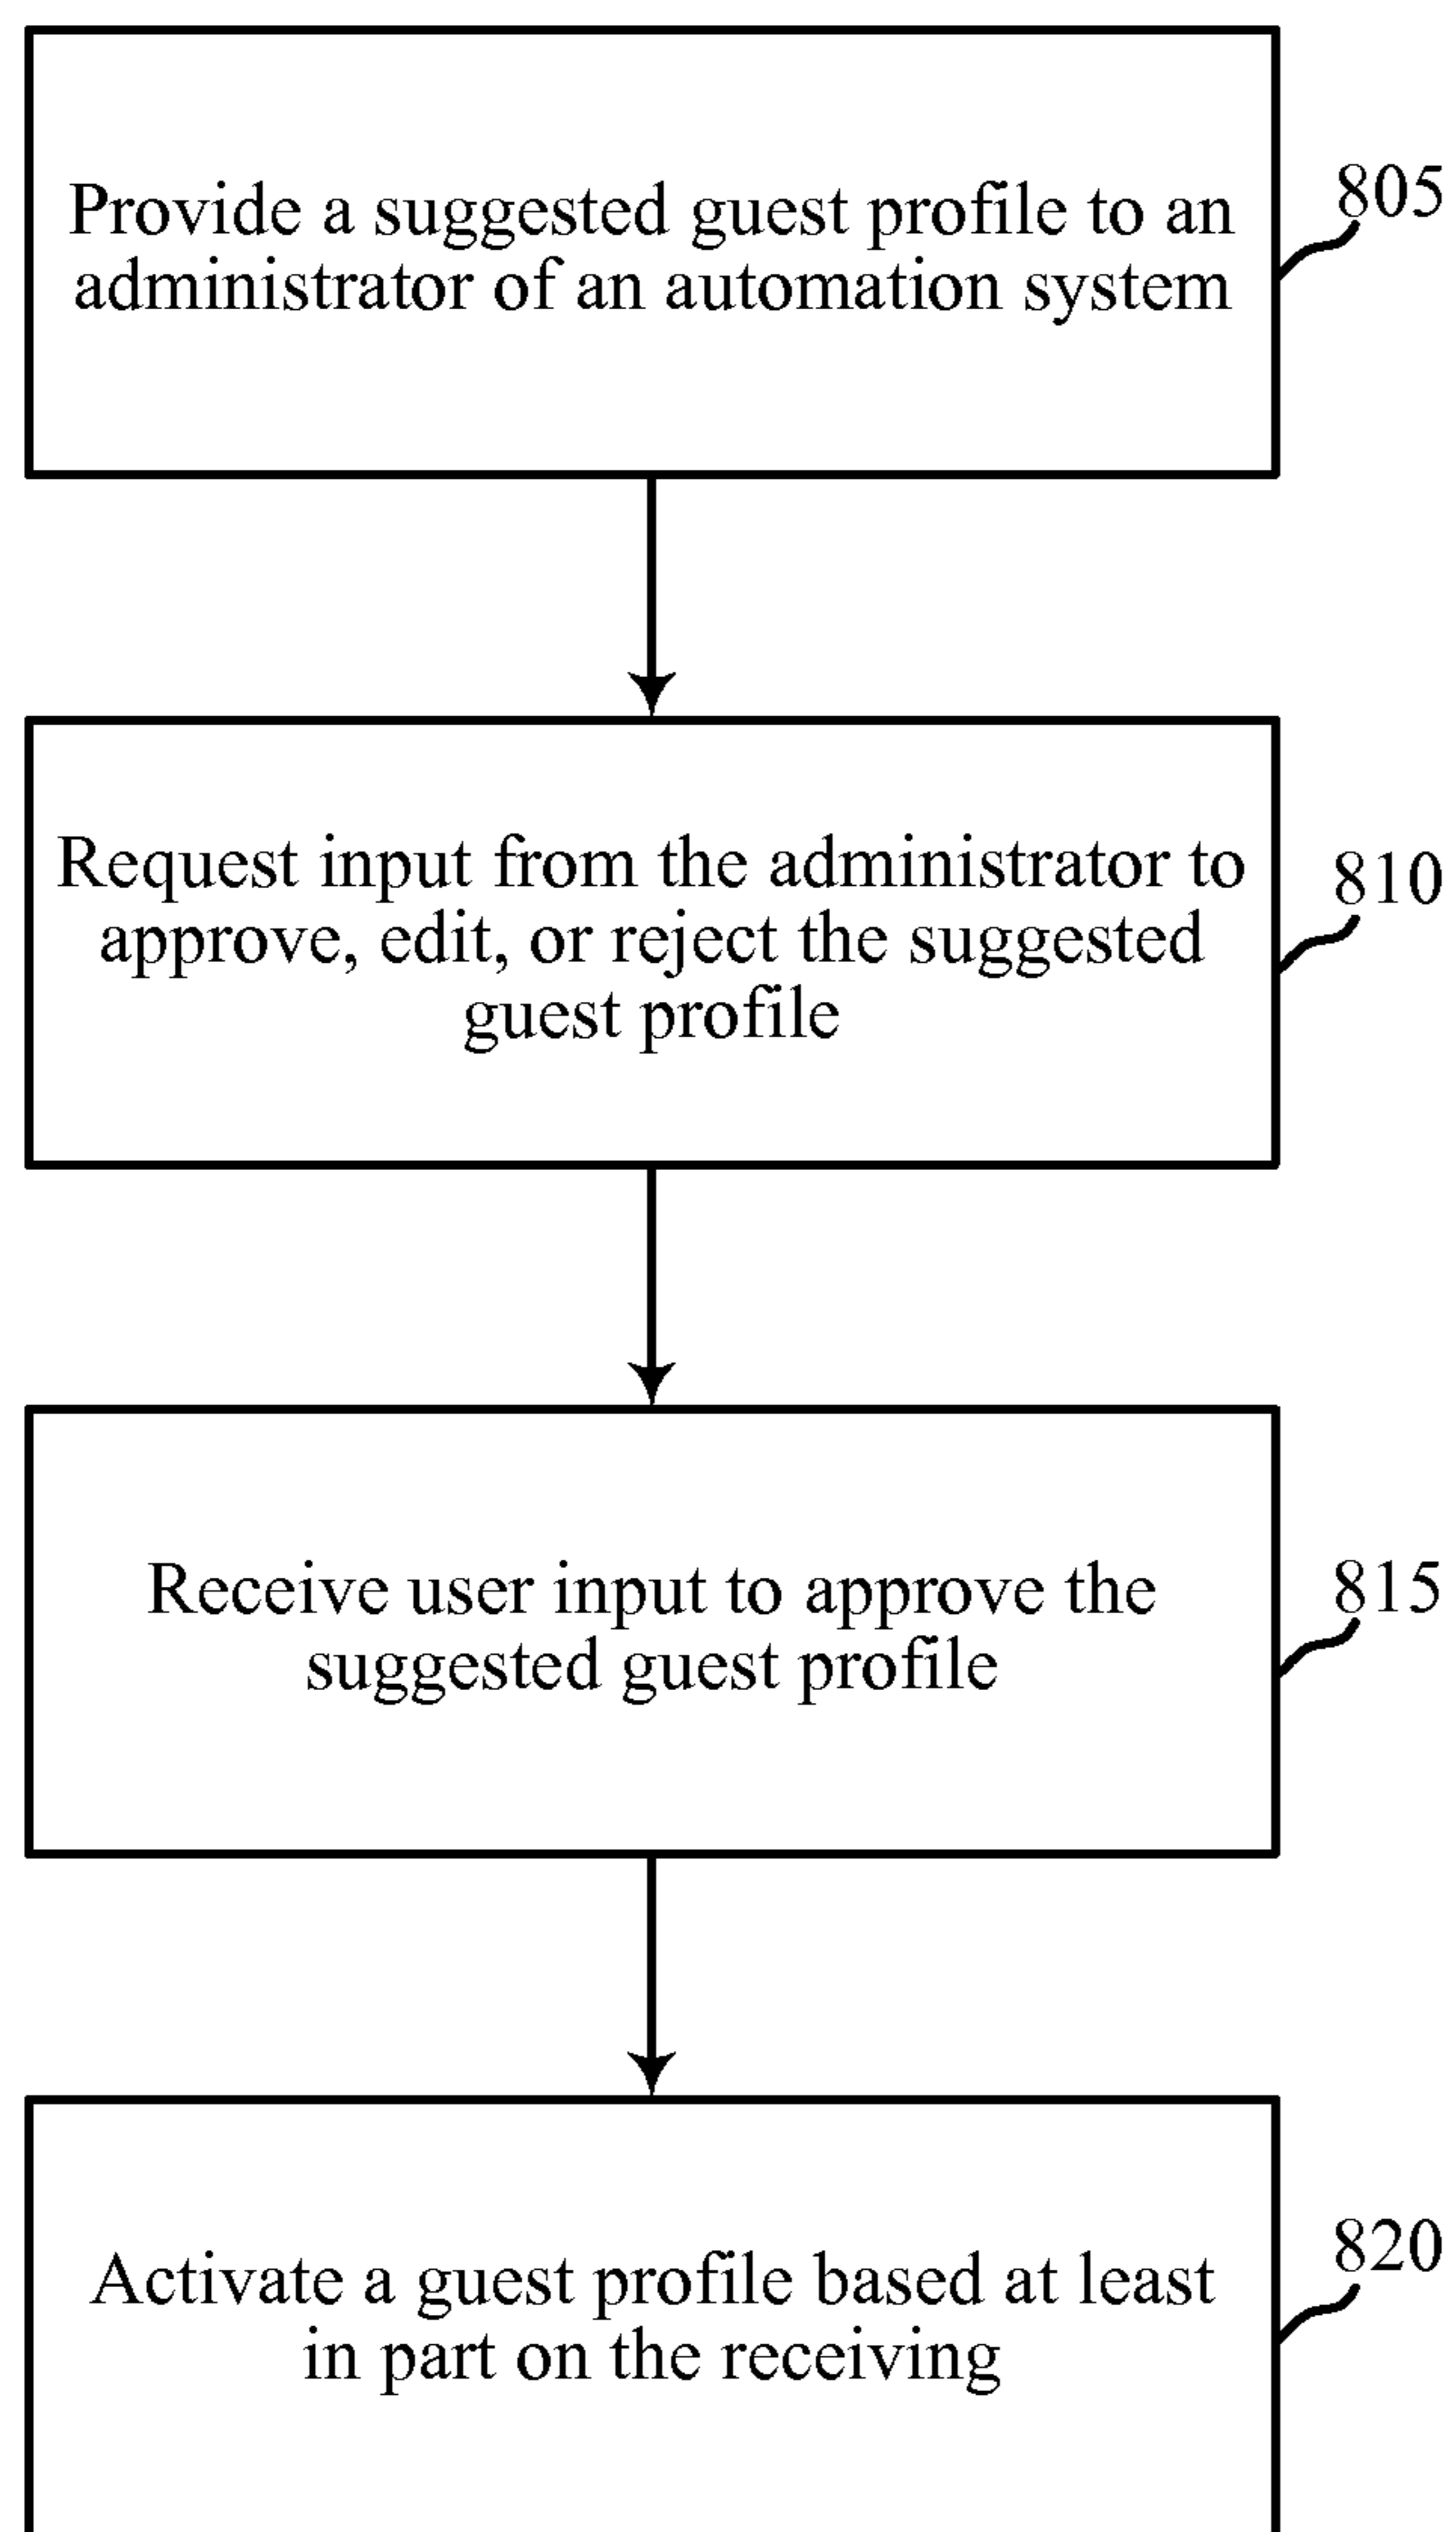 Provide a suggested guest profile to an
administrator of an automation system
805
Request input from the administrator to
approve, edit, or reject the suggested
guest profile
810
Receive user input to approve the
suggested guest profile
815
Activate a guest profile based at least
in part on the receiving
820